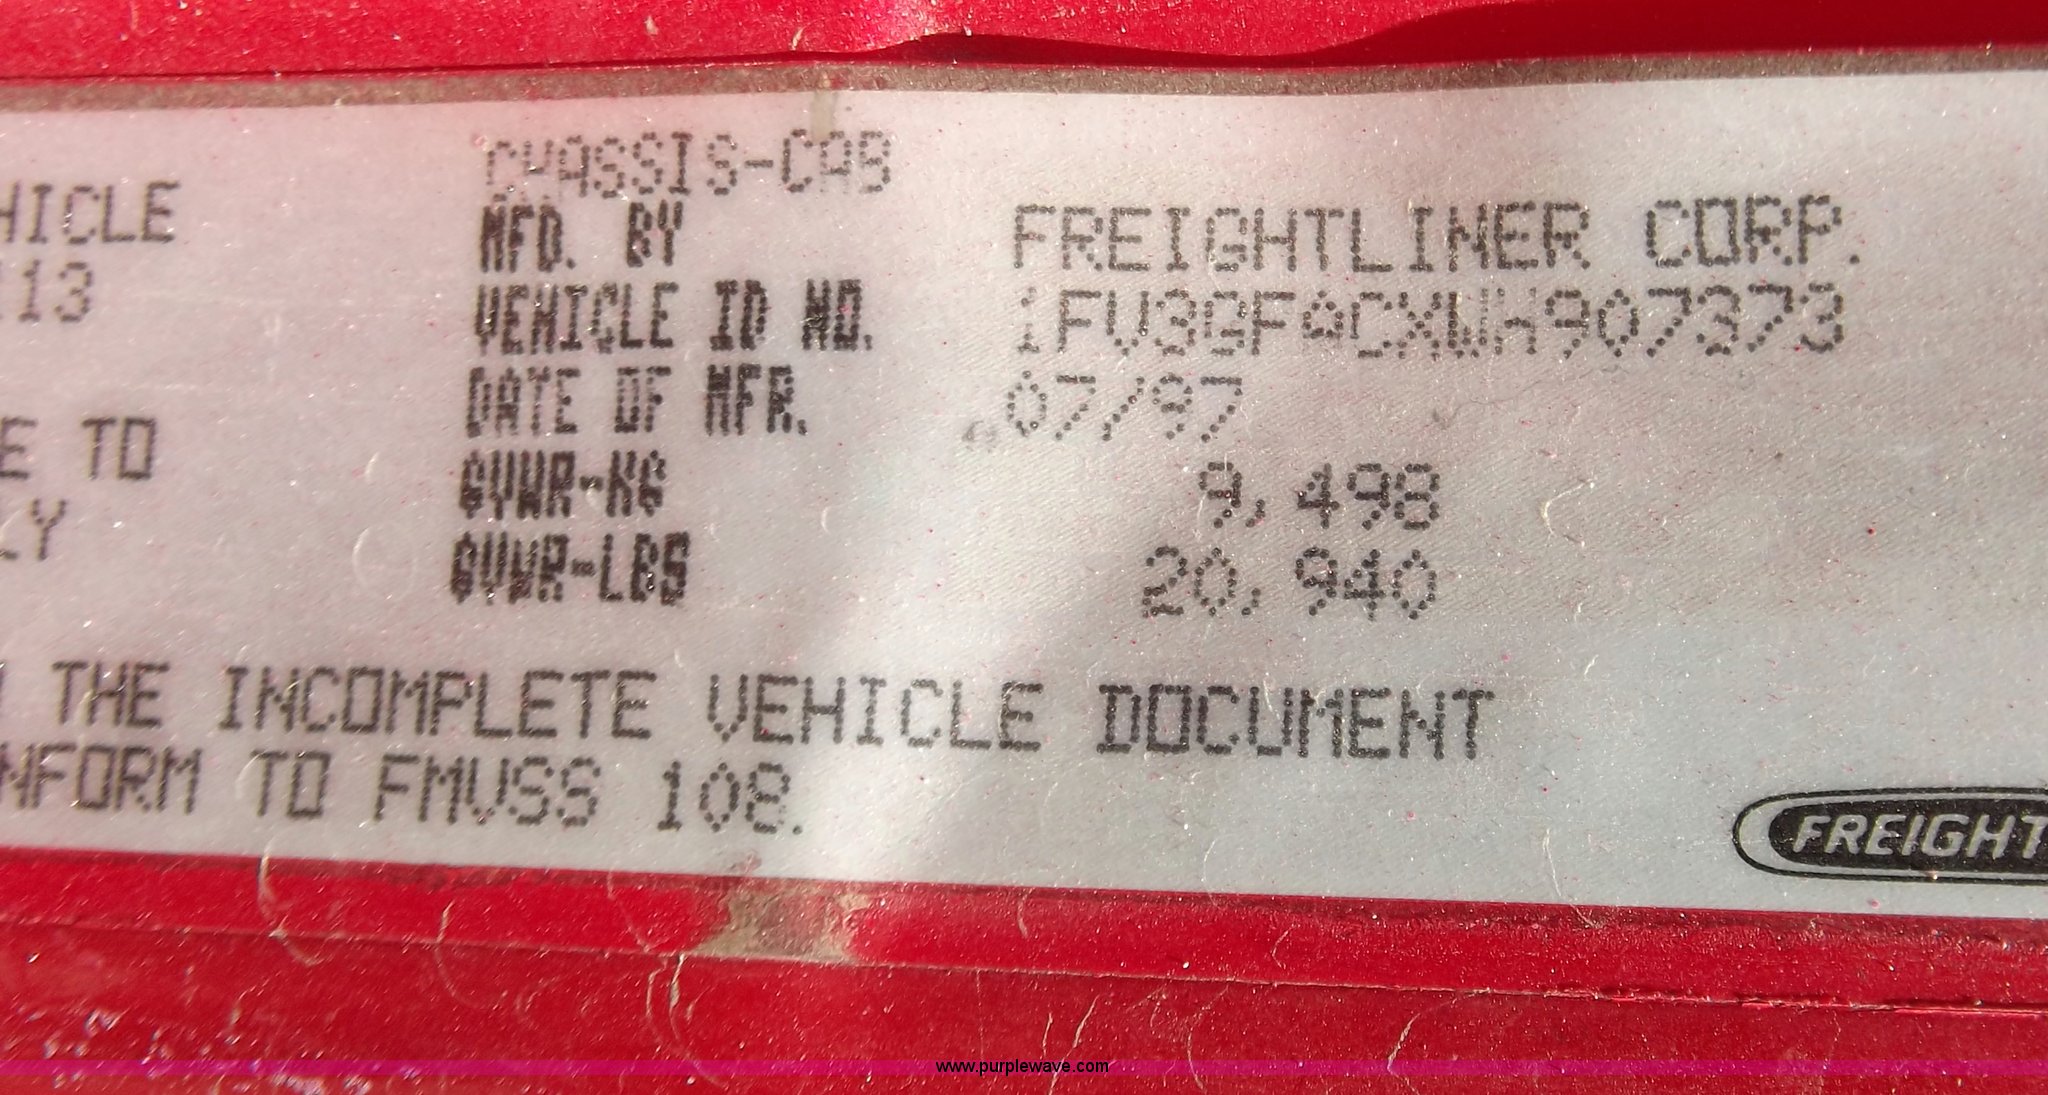 CHASSIS-CAB
HICLE MFD. BY FREIGHTLINER CORP.
113 VEHICLE ID NO. 1FV3GFACXWH907373
DATE OF MFR. 07/97
E TO GVWR-KG 9,498
LY GVWR-LBS 20,940
THE INCOMPLETE VEHICLE DOCUMENT
NFORM TO FMVSS 108.
FREIGHT
www.purplewave.com